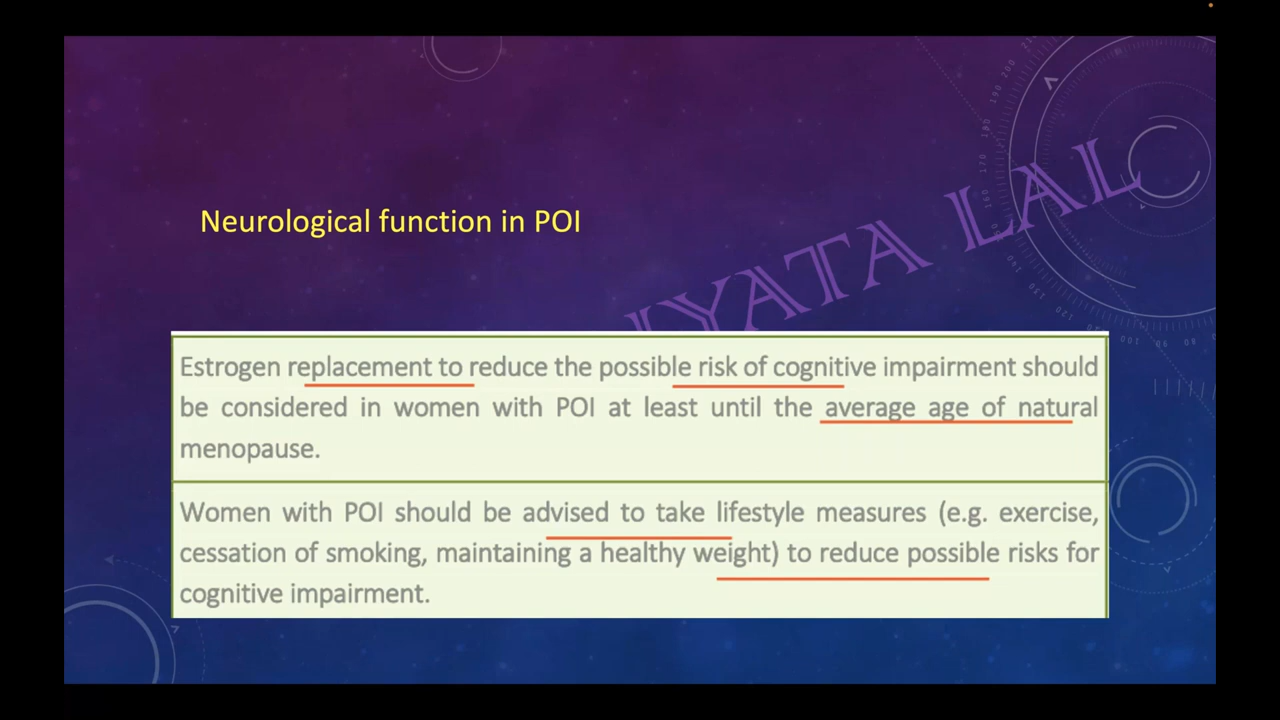 Neurological function in POI
LAL
Estrogen replacement to reduce the possible risk of cognitive impairment should
be considered in women with POI at least until the average age of natural
menopause.
Women with POI should be advised to take lifestyle measures (e.g. exercise,
cessation of smoking, maintaining a healthy weight) to reduce possible risks for
cognitive impairment.